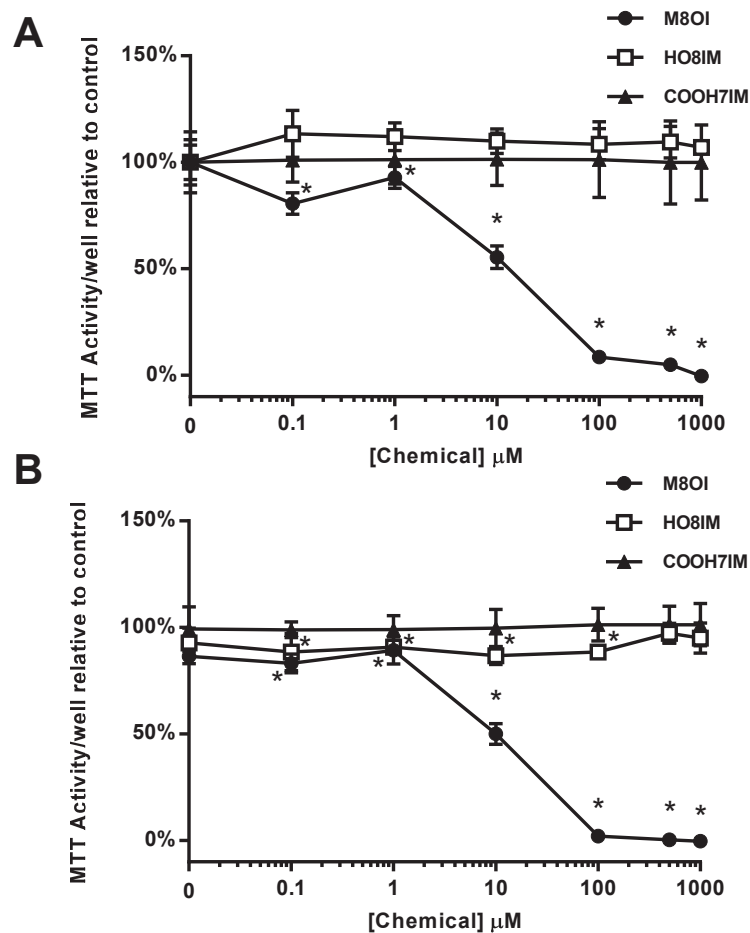 A
M8OI
HO8IM
COOH7IM
MTT Activity/well relative to control
150%
100%
50%
0%
* * * * * *
0 0.1 1 10 100 1000
[Chemical] µM
B
M8OI
HO8IM
COOH7IM
MTT Activity/well relative to control
150%
100%
50%
0%
* * * *
* *
* * * *
0 0.1 1 10 100 1000
[Chemical] µM